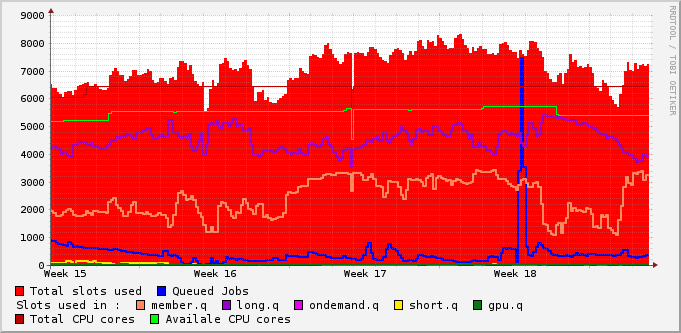 9000
8000
7000
6000
5000
4000
3000
2000
1000
0
Week 15 Week 16 Week 17 Week 18
RRDTOOL / TOBI OETIKER
Total slots used Queued Jobs
Slots used in : member.q long.q ondemand.q short.q gpu.q
Total CPU cores Availale CPU cores